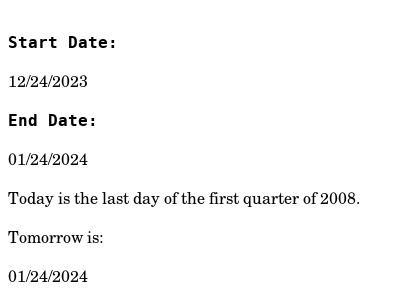 Start Date:
12/24/2023
End Date:
01/24/2024
Today is the last day of the first quarter of 2008.
Tomorrow is:
01/24/2024